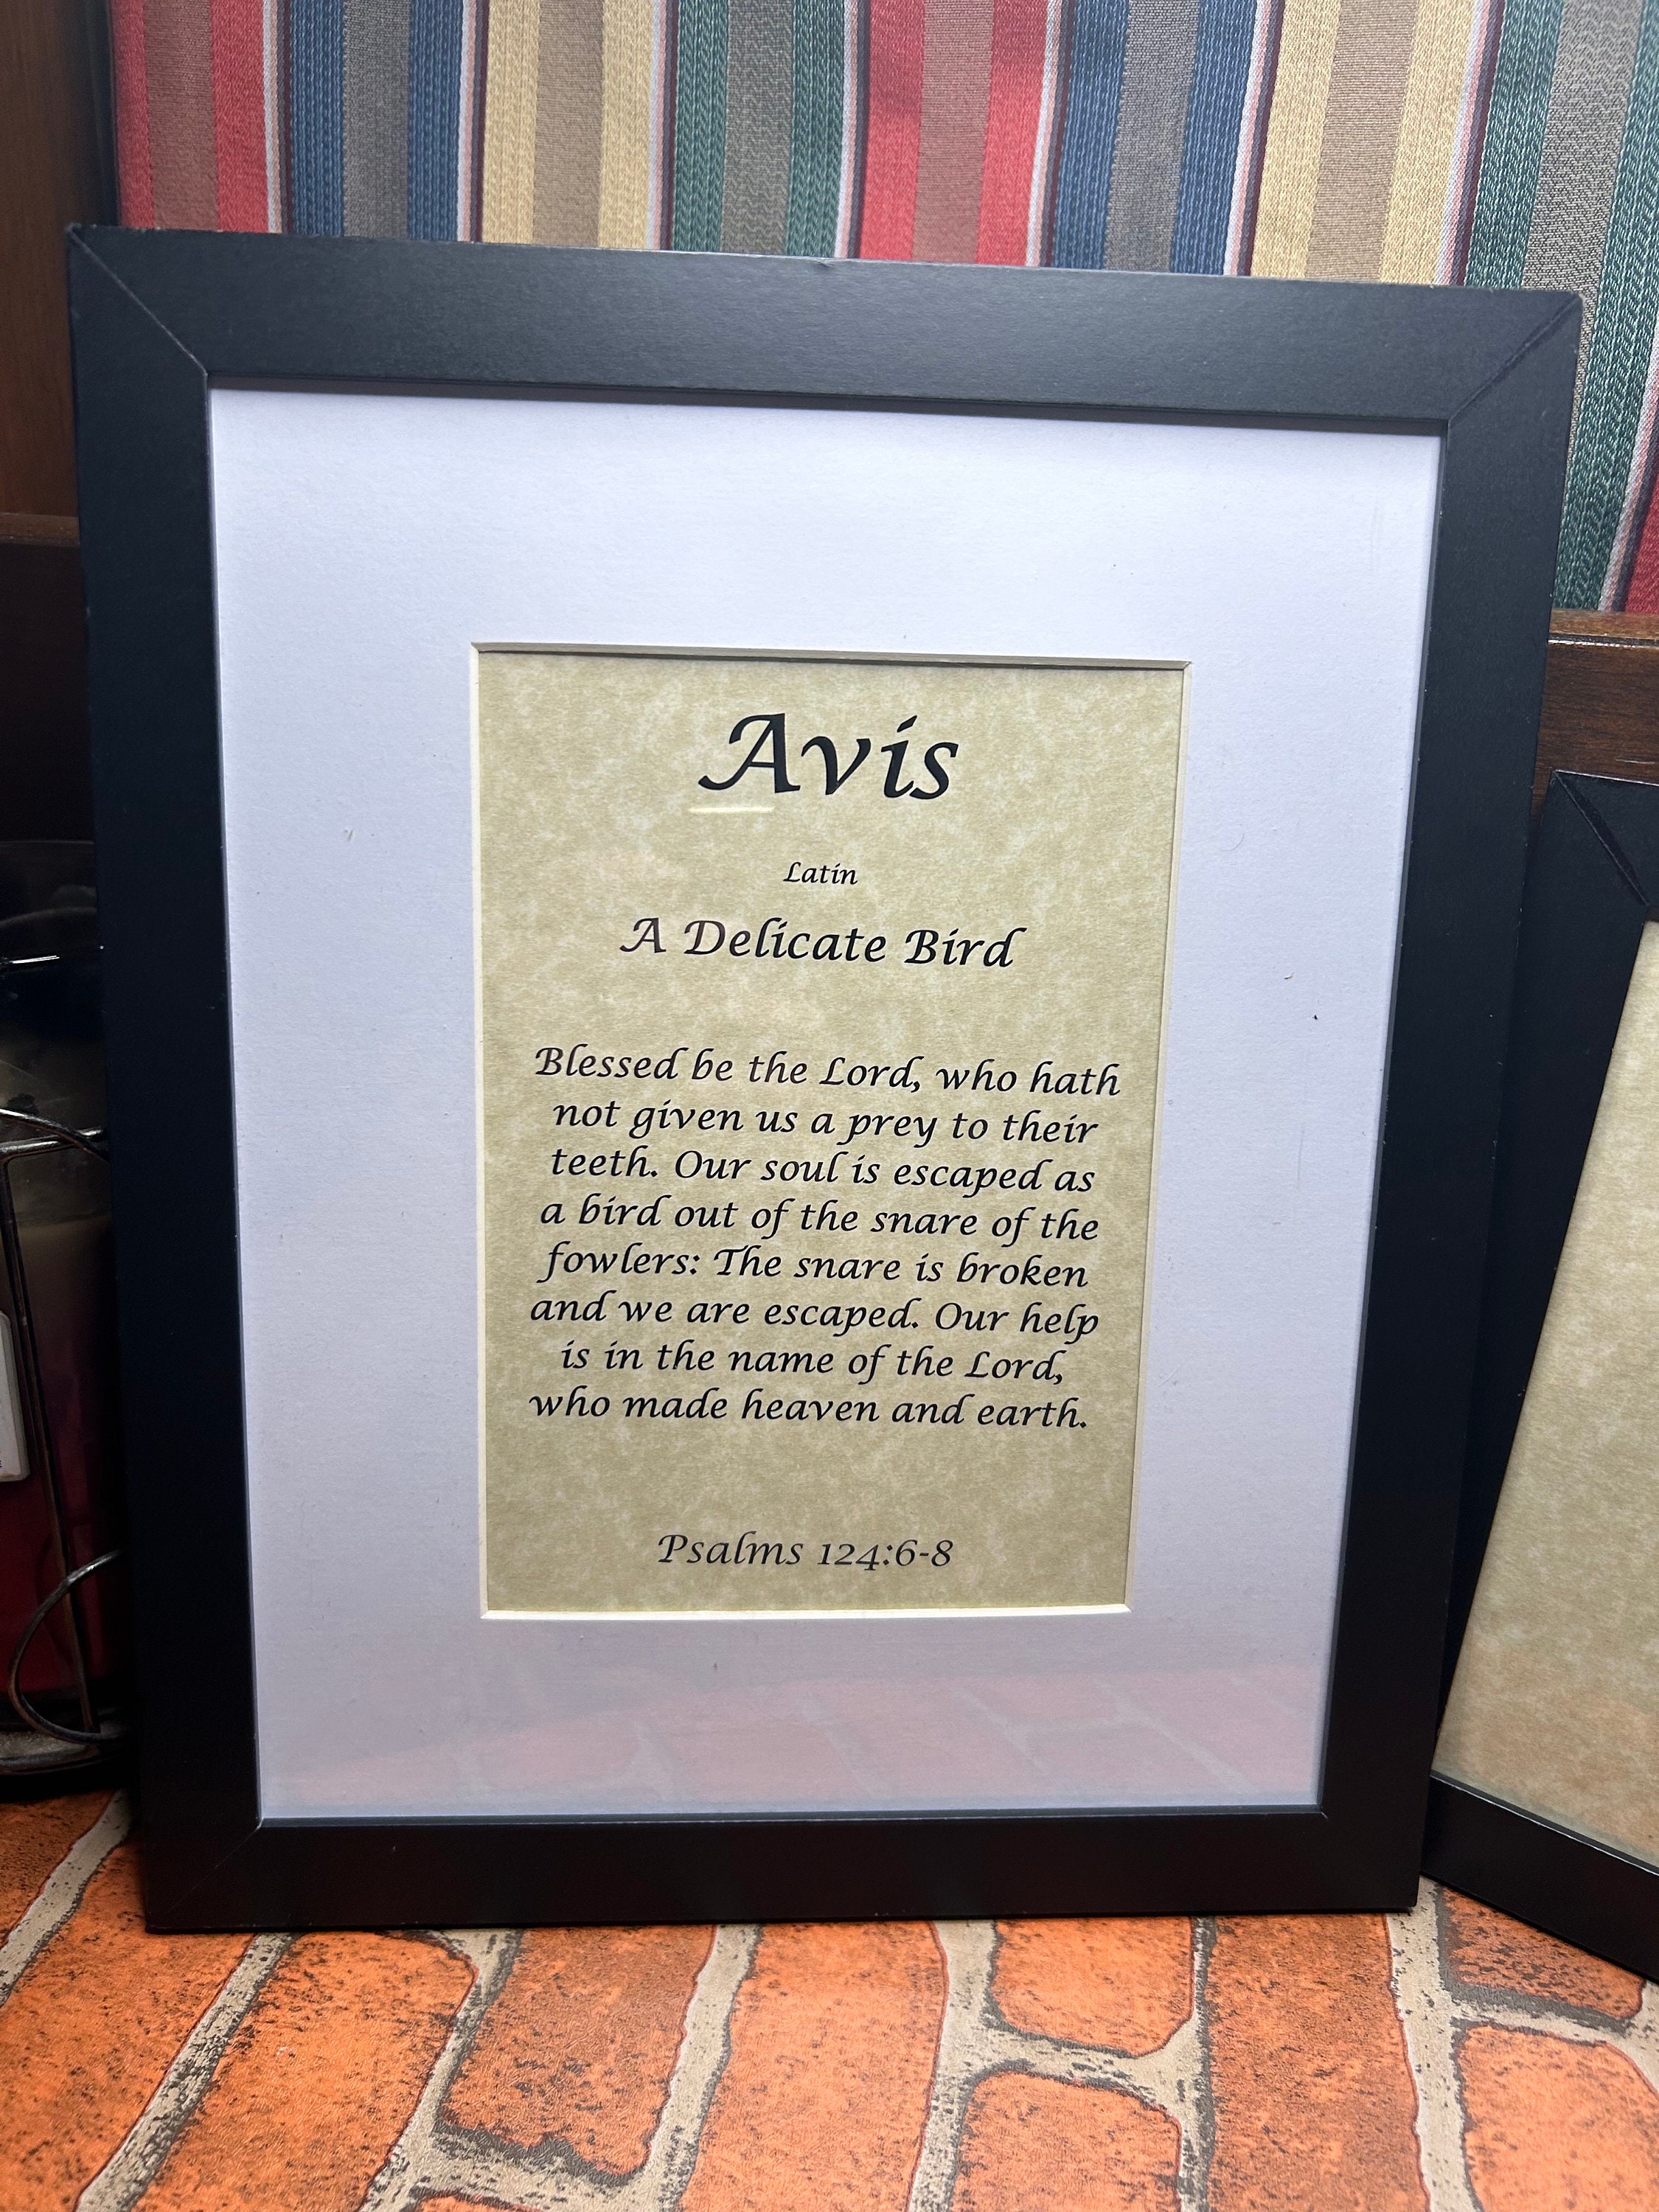 Avis
Latin
A Delicate Bird
Blessed be the Lord, who hath
not given us a prey to their
teeth. Our soul is escaped as
a bird out of the snare of the
fowlers: The snare is broken
and we are escaped. Our help
is in the name of the Lord,
who made heaven and earth.
Psalms 124:6-8